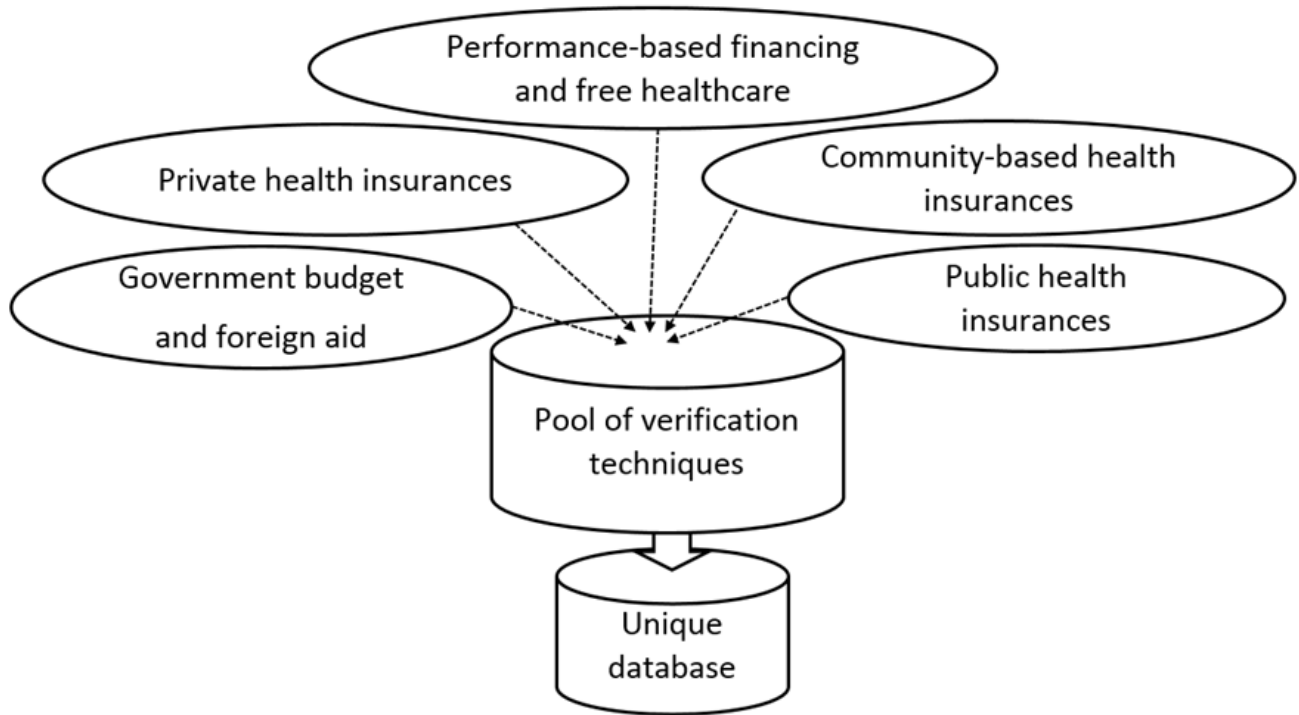 Performance-based financing
and free healthcare
Private health insurances
Community-based health
insurances
Government budget
and foreign aid
Public health
insurances
Pool of verification
techniques
Unique
database